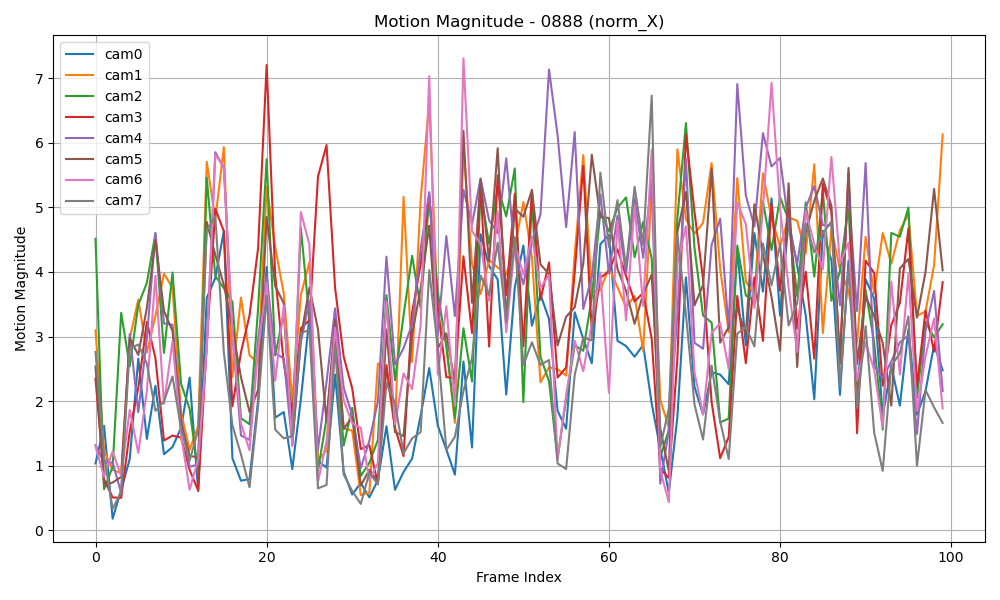 Motion Magnitude - 0888 (norm_X)
cam0
cam1
cam2
cam3
cam4
cam5
cam6
cam7
Motion Magnitude
7
6
5
4
3
2
1
0
0 20 40 60 80 100
Frame Index